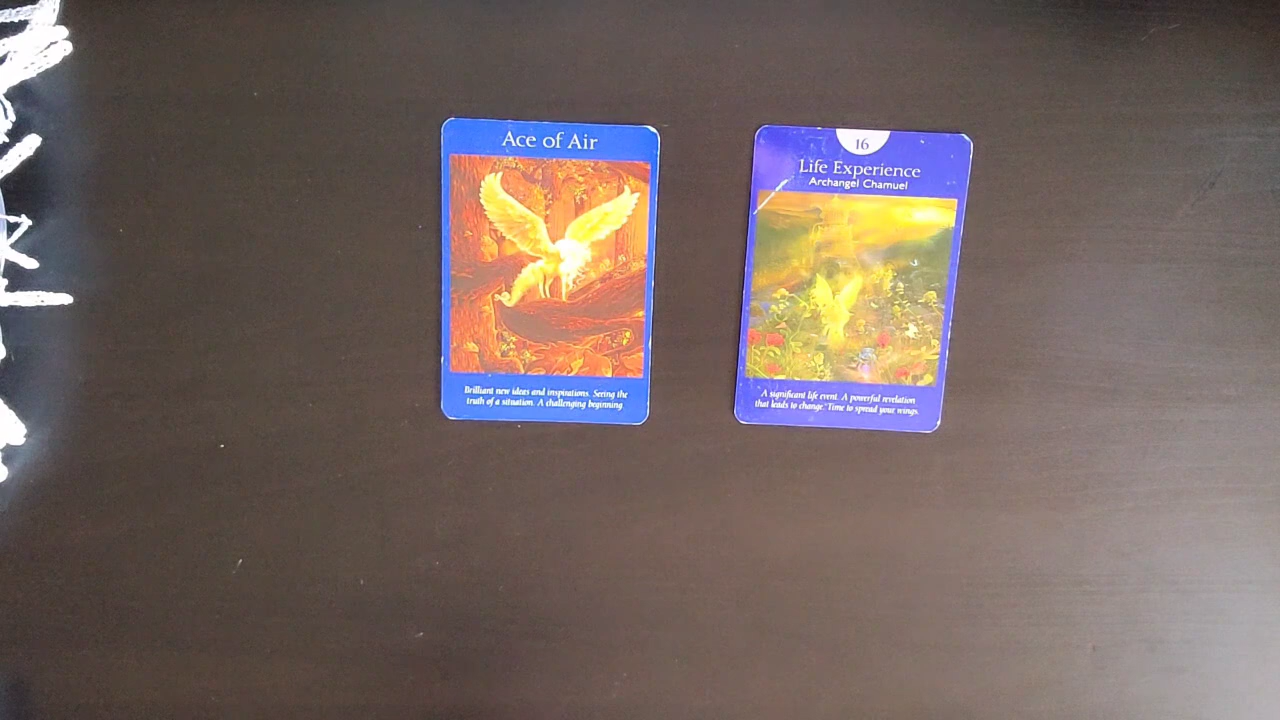 Ace of Air
Brilliant new ideas and inspirations. Seeing the
truth of a situation. A challenging beginning.
16
Life Experience
Archangel Chamuel
A significant life event. A powerful revelation
that leads to change. Time to spread your wings.